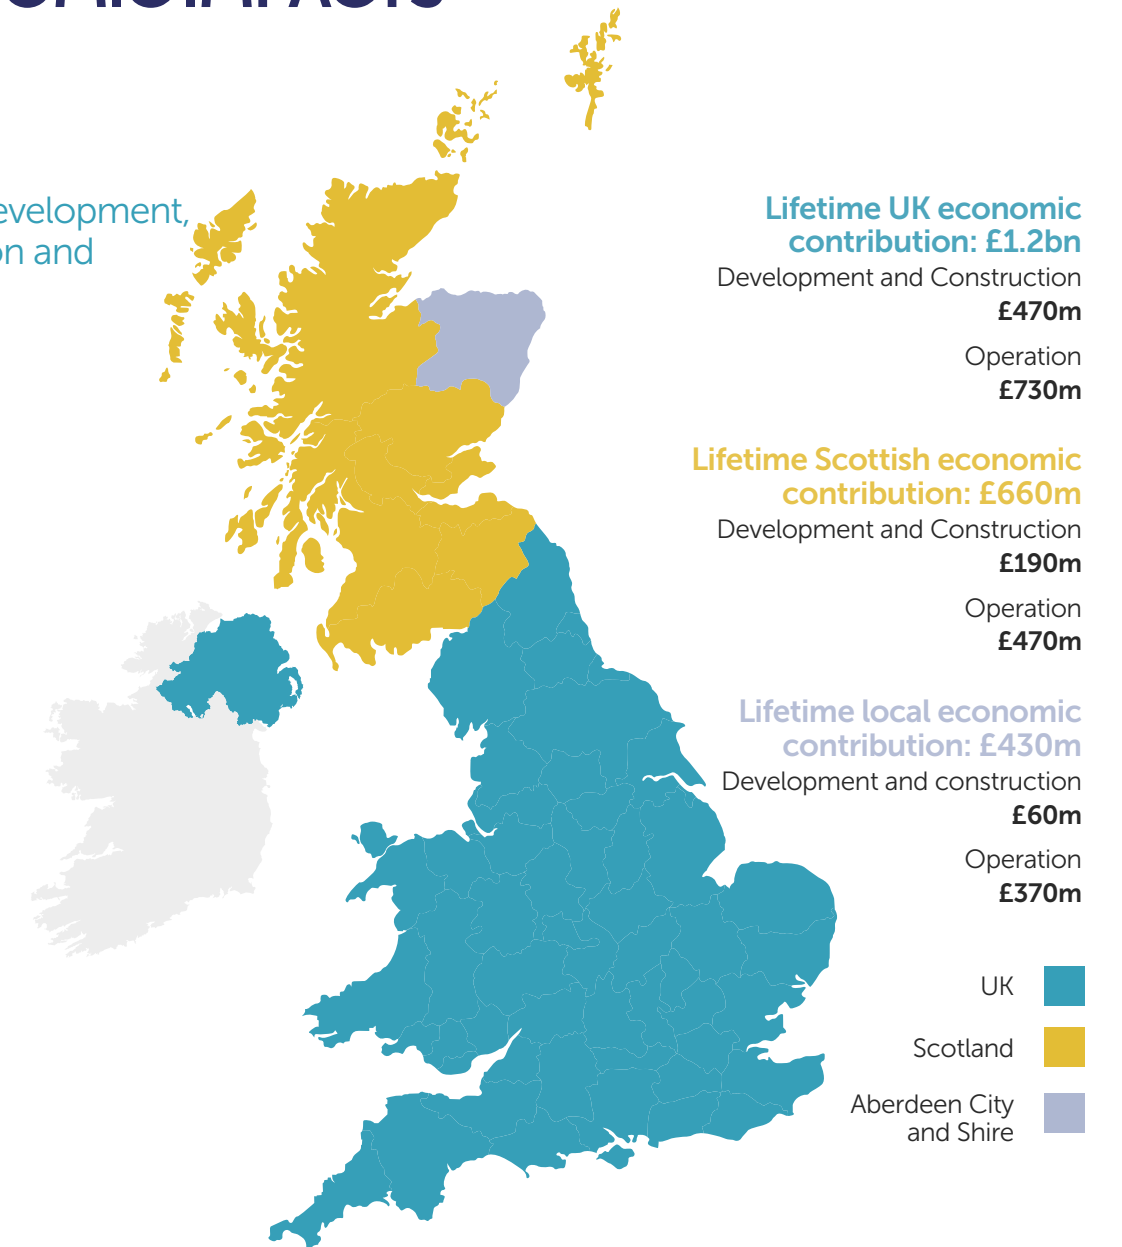 evelopment,
on and
Lifetime UK economic
contribution: £1.2bn
Development and Construction
£470m
Operation
£730m
Lifetime Scottish economic
contribution: £660m
Development and Construction
£190m
Operation
£470m
Lifetime local economic
contribution: £430m
Development and construction
£60m
Operation
£370m
UK
Scotland
Aberdeen City
and Shire